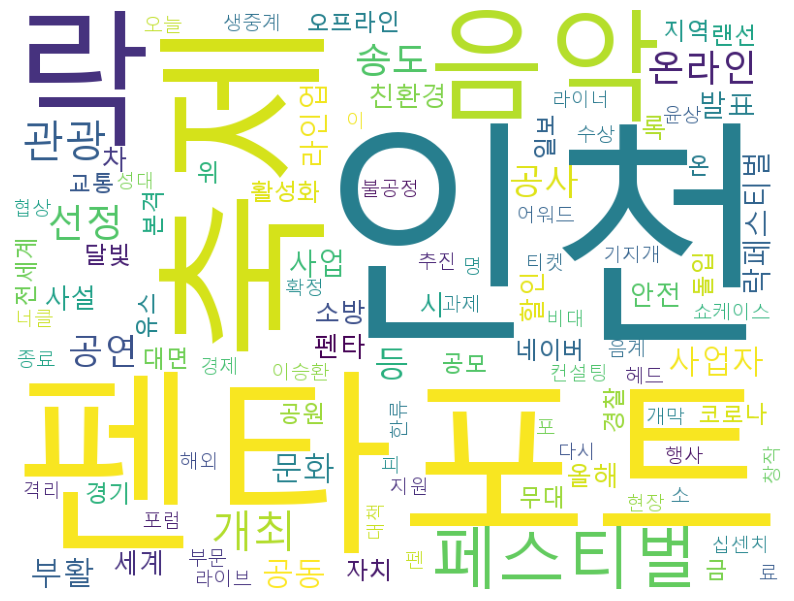 락
오늘
생중계
오프라인
음악
지역
랜선
축제
송도
온라인
관광
친환경
라이너
발표
윤상
차
라인업
이
인천
록
수상
일보
교통
성대
위
활성화
불공정
공사
온
락페스티벌
협상
본격
선정
어워드
달빛
사업
추진
명
티켓
기지개
돌입
전세계
사설
유스
확정
시
과제
할인
안전
쇼케이스
너클
소방
비대
공연
펜타
네이버
음계
종료
대면
경제
이승환
등
공모
컨설팅
헤드
사업자
펜타포트
공원
한류
경찰
개막
코로나
포
다시
행사
해외
문화
피
올해
창작
격리
경기
지원
무대
현장
소
포럼
개최
대책
페스티벌
십센치
부활
세계
부문
라이브
공동
자치
펜
금
료